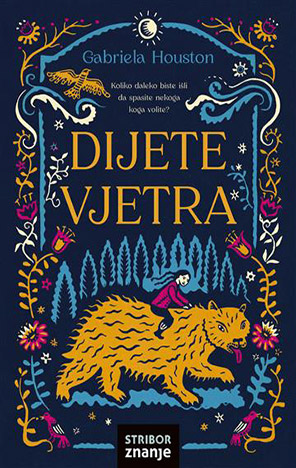 Gabriela Houston
Koliko daleko biste išli
da spasite nekoga
koga volite?
DIJETE
VJETRA
STRIBOR
znanje